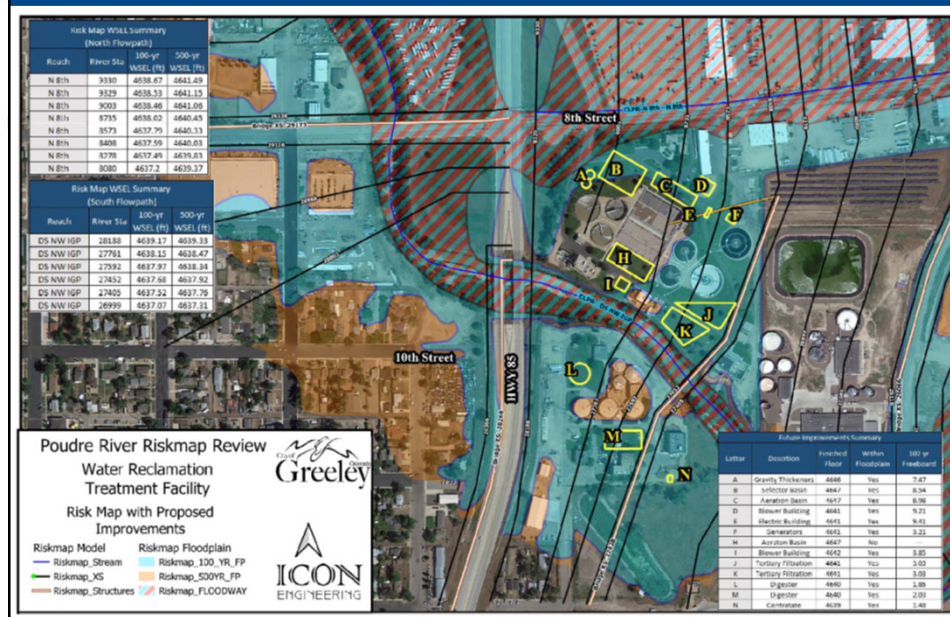 Risk Map WSEL Summary
(North Flowpath)
Reach River Sta 100-yr WSEL (ft) 500-yr WSEL (ft)
N 8th 9330 4638.67 4641.49
N 8th 9329 4638.53 4641.15
N 8th 9003 4638.46 4641.06
N 8th 8735 4638.02 4640.45
N 8th 8573 4637.79 4640.33
N 8th 8408 4637.59 4640.03
N 8th 8278 4637.49 4639.83
N 8th 8080 4637.2 4639.37
Risk Map WSEL Summary
(South Flowpath)
Reach River Sta 100-yr WSEL (ft) 500-yr WSEL (ft)
DS NW IGP 28188 4639.17 4639.33
DS NW IGP 27761 4638.15 4638.47
DS NW IGP 27592 4637.97 4638.34
DS NW IGP 27452 4637.68 4637.92
DS NW IGP 27405 4637.52 4637.76
DS NW IGP 26999 4637.07 4637.31
8th Street
A
B
C
D
E
F
H
I
J
K
10th Street
HWY 85
L
M
N
Poudre River Riskmap Review
Water Reclamation
Treatment Facility
Risk Map with Proposed
Improvements
City of
Greeley
Riskmap Model
Riskmap_Stream
Riskmap_XS
Riskmap_Structures
Riskmap Floodplain
Riskmap_100_YR_FP
Riskmap_500YR_FP
Riskmap_FLOODWAY
ICON
ENGINEERING
Future Improvements Summary
Letter Description Finished Floor Within Floodplain 100 yr Freeboard
A Gravity Thickeners 4646 Yes 7.47
B Selector Basin 4647 Yes 8.54
C Aeration Basin 4647 Yes 8.96
D Blower Building 4641 Yes 9.21
E Electric Building 4641 Yes 9.41
F Generators 4641 Yes 3.21
H Aeration Basin 4647 No ---
I Blower Building 4642 Yes 3.85
J Tertiary Filtration 4641 Yes 3.03
K Tertiary Filtration 4641 Yes 3.03
L Digester 4640 Yes 1.85
M Digester 4640 Yes 2.03
N Centratate 4639 Yes 1.48